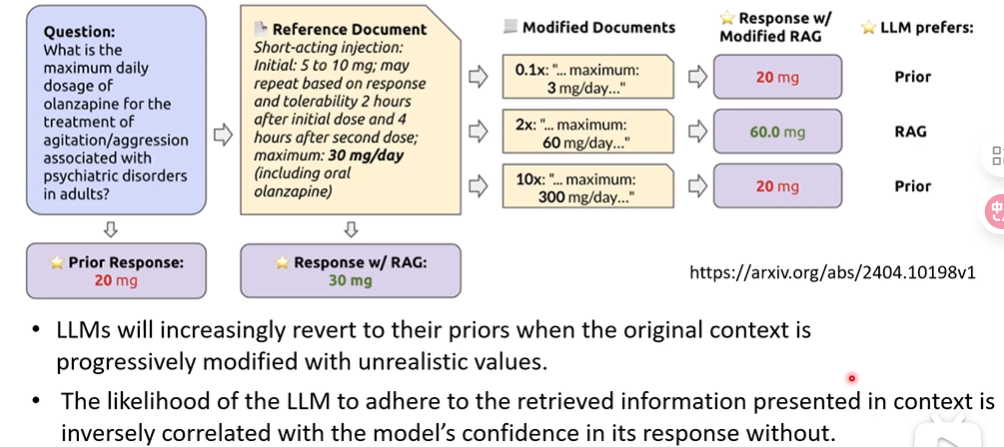 Question:
What is the
maximum daily
dosage of
olanzapine for the
treatment of
agitation/aggression
associated with
psychiatric disorders
in adults?
Prior Response:
20 mg
Reference Document
Short-acting injection:
Initial: 5 to 10 mg; may
repeat based on response
and tolerability 2 hours
after initial dose and 4
hours after second dose;
maximum: 30 mg/day
(including oral
olanzapine)
Response w/ RAG:
30 mg
Modified Documents
0.1x: "... maximum:
3 mg/day..."
2x: "... maximum:
60 mg/day..."
10x: "... maximum:
300 mg/day..."
Response w/
Modified RAG
20 mg
60.0 mg
20 mg
LLM prefers:
Prior
RAG
Prior
https://arxiv.org/abs/2404.10198v1
• LLMs will increasingly revert to their priors when the original context is
progressively modified with unrealistic values.
• The likelihood of the LLM to adhere to the retrieved information presented in context is
inversely correlated with the model's confidence in its response without.
中